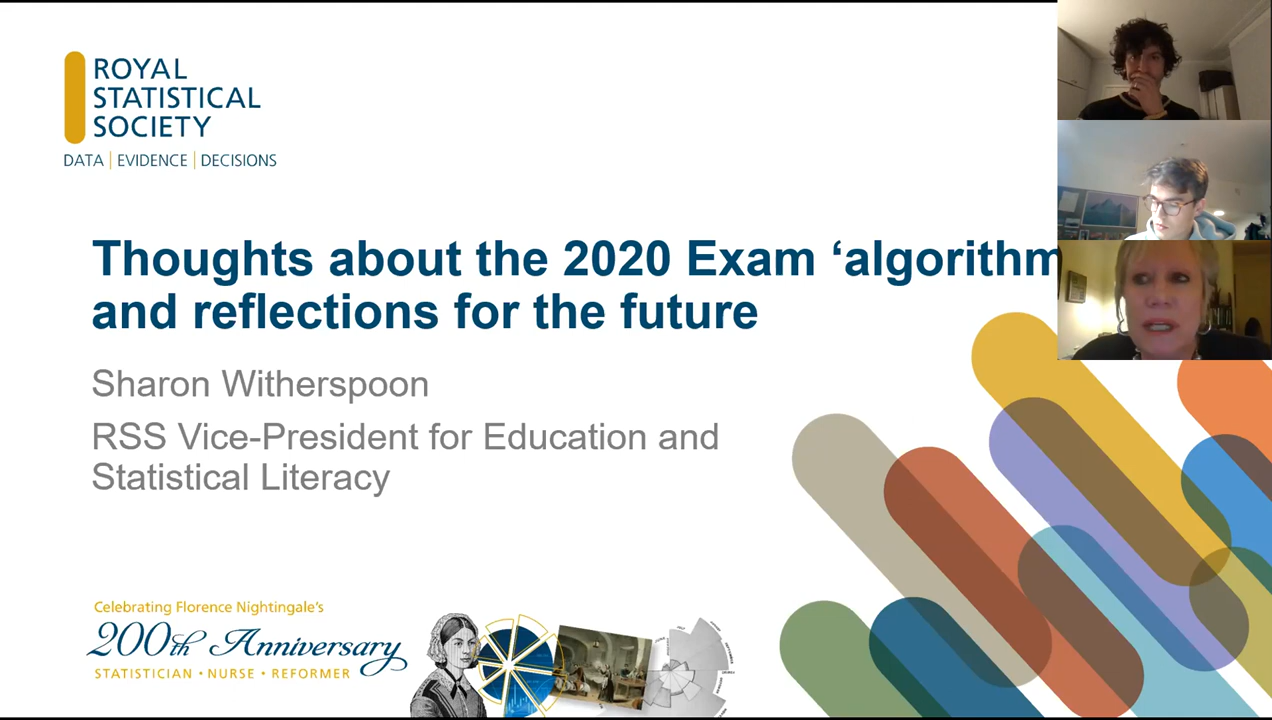 ROYAL
STATISTICAL
SOCIETY
DATA | EVIDENCE | DECISIONS
Thoughts about the 2020 Exam ‘algorithm
and reflections for the future
Sharon Witherspoon
RSS Vice-President for Education and
Statistical Literacy
Celebrating Florence Nightingale's
200th Anniversary
STATISTICIAN • NURSE • REFORMER